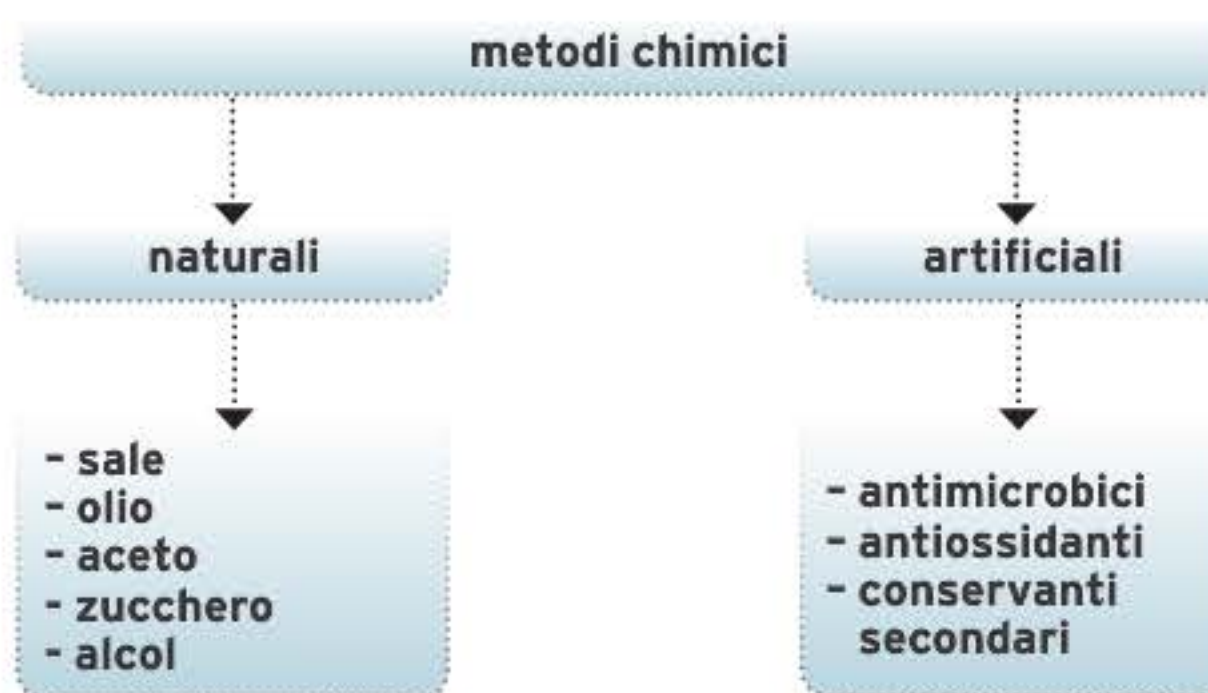 metodi chimici
naturali
artificiali
- sale
- olio
- aceto
- zucchero
- alcol
- antimicrobici
- antiossidanti
- conservanti
secondari